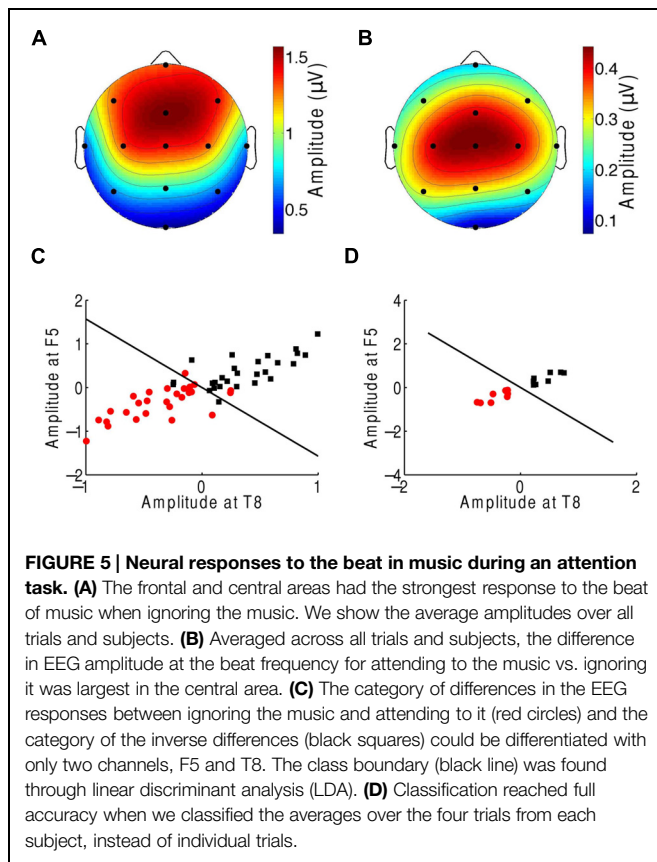 A
B
1.5
1
0.5
Amplitude (μV)
0.4
0.3
0.2
0.1
Amplitude (μV)
C
D
2
1
0
−1
−2
−1
0
1
Amplitude at F5
Amplitude at T8
4
2
0
−2
−4
−2
0
2
Amplitude at F5
Amplitude at T8
FIGURE 5 | Neural responses to the beat in music during an attention
task. (A) The frontal and central areas had the strongest response to the beat
of music when ignoring the music. We show the average amplitudes over all
trials and subjects. (B) Averaged across all trials and subjects, the difference
in EEG amplitude at the beat frequency for attending to the music vs. ignoring
it was largest in the central area. (C) The category of differences in the EEG
responses between ignoring the music and attending to it (red circles) and the
category of the inverse differences (black squares) could be differentiated with
only two channels, F5 and T8. The class boundary (black line) was found
through linear discriminant analysis (LDA). (D) Classification reached full
accuracy when we classified the averages over the four trials from each
subject, instead of individual trials.